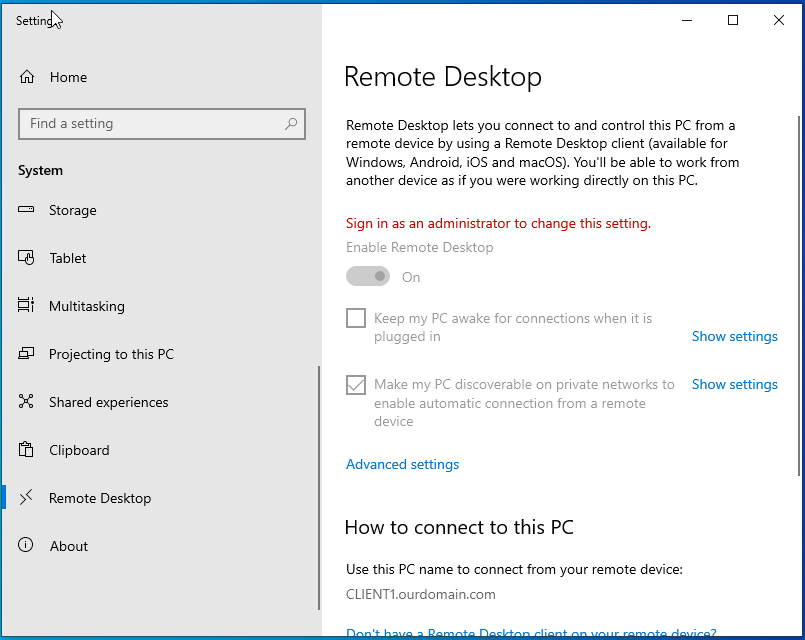 Settings
Home
Find a setting
System
Storage
Tablet
Multitasking
Projecting to this PC
Shared experiences
Clipboard
Remote Desktop
About
Remote Desktop
Remote Desktop lets you connect to and control this PC from a
remote device by using a Remote Desktop client (available for
Windows, Android, iOS and macOS). You'll be able to work from
another device as if you were working directly on this PC.
Sign in as an administrator to change this setting.
Enable Remote Desktop
On
Keep my PC awake for connections when it is
plugged in
Show settings
Make my PC discoverable on private networks to
enable automatic connection from a remote
device
Show settings
Advanced settings
How to connect to this PC
Use this PC name to connect from your remote device:
CLIENT1.ourdomain.com
Don't have a Remote Desktop client on your remote device?